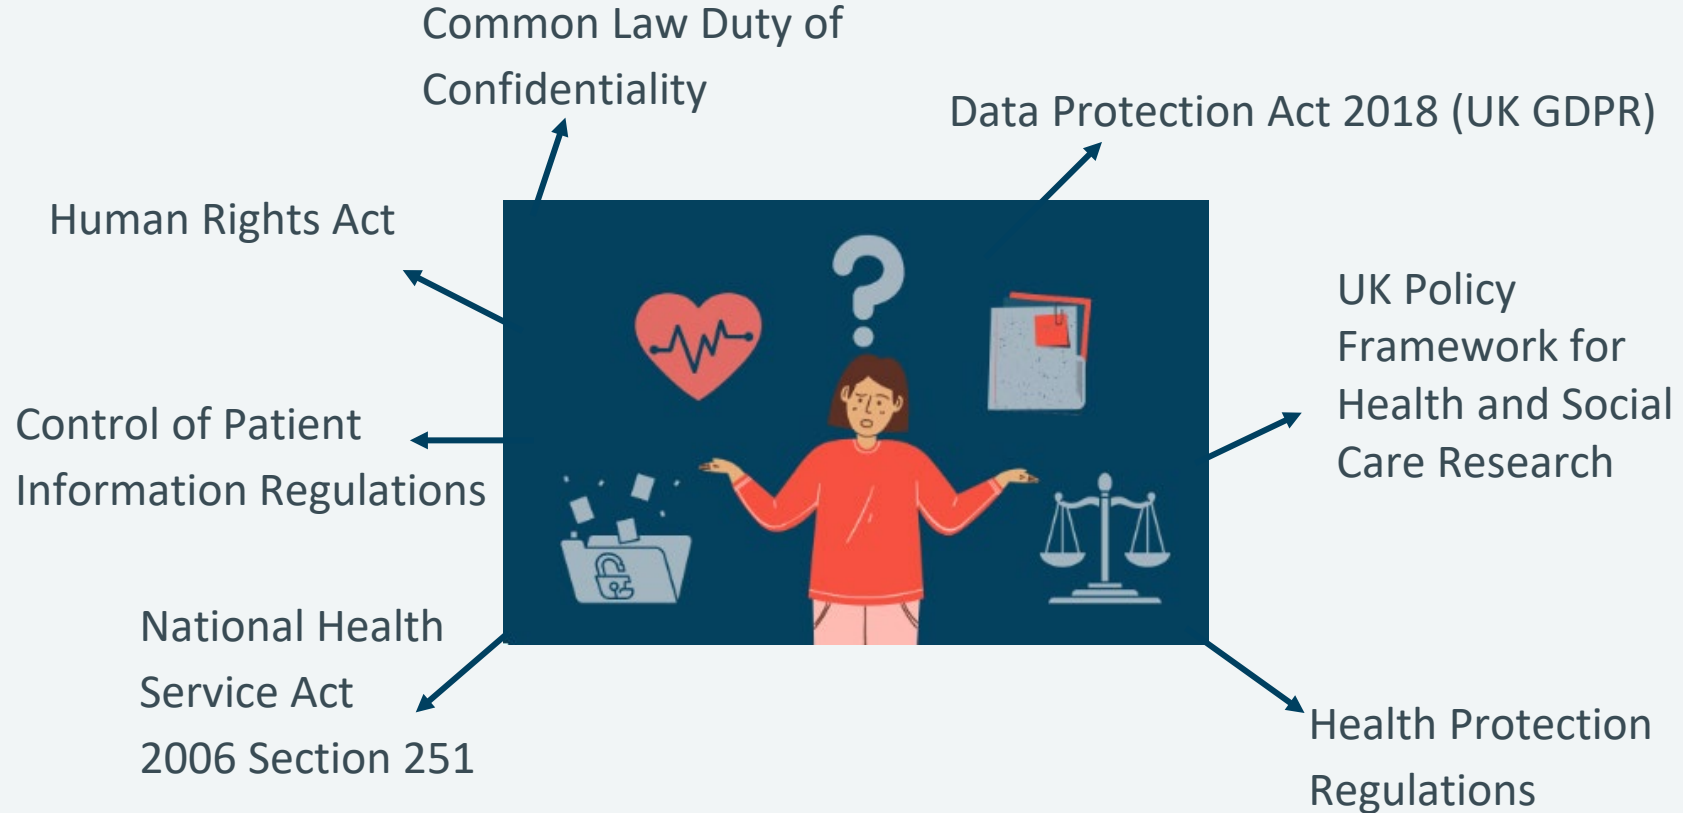 Common Law Duty of
Confidentiality
Data Protection Act 2018 (UK GDPR)
Human Rights Act
UK Policy
Framework for
Health and Social
Care Research
Control of Patient
Information Regulations
National Health
Service Act
2006 Section 251
Health Protection
Regulations